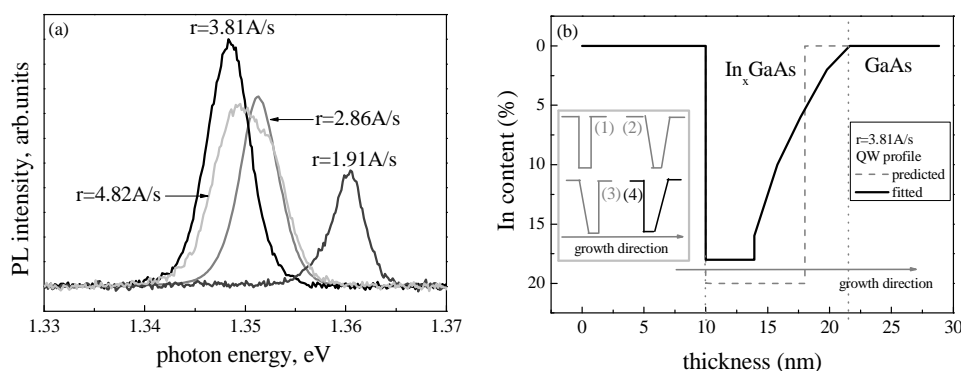 (a)
r=3.81A/s
r=2.86A/s
r=1.91A/s
r=4.82A/s
PL intensity, arb.units
1.33 1.34 1.35 1.36 1.37
photon energy, eV
(b)
0
5
10
15
20
In content (%)
InxGaAs
GaAs
(1) (2)
(3) (4)
growth direction
r=3.81A/s
QW profile
predicted
fitted
growth direction
0 5 10 15 20 25 30
thickness (nm)